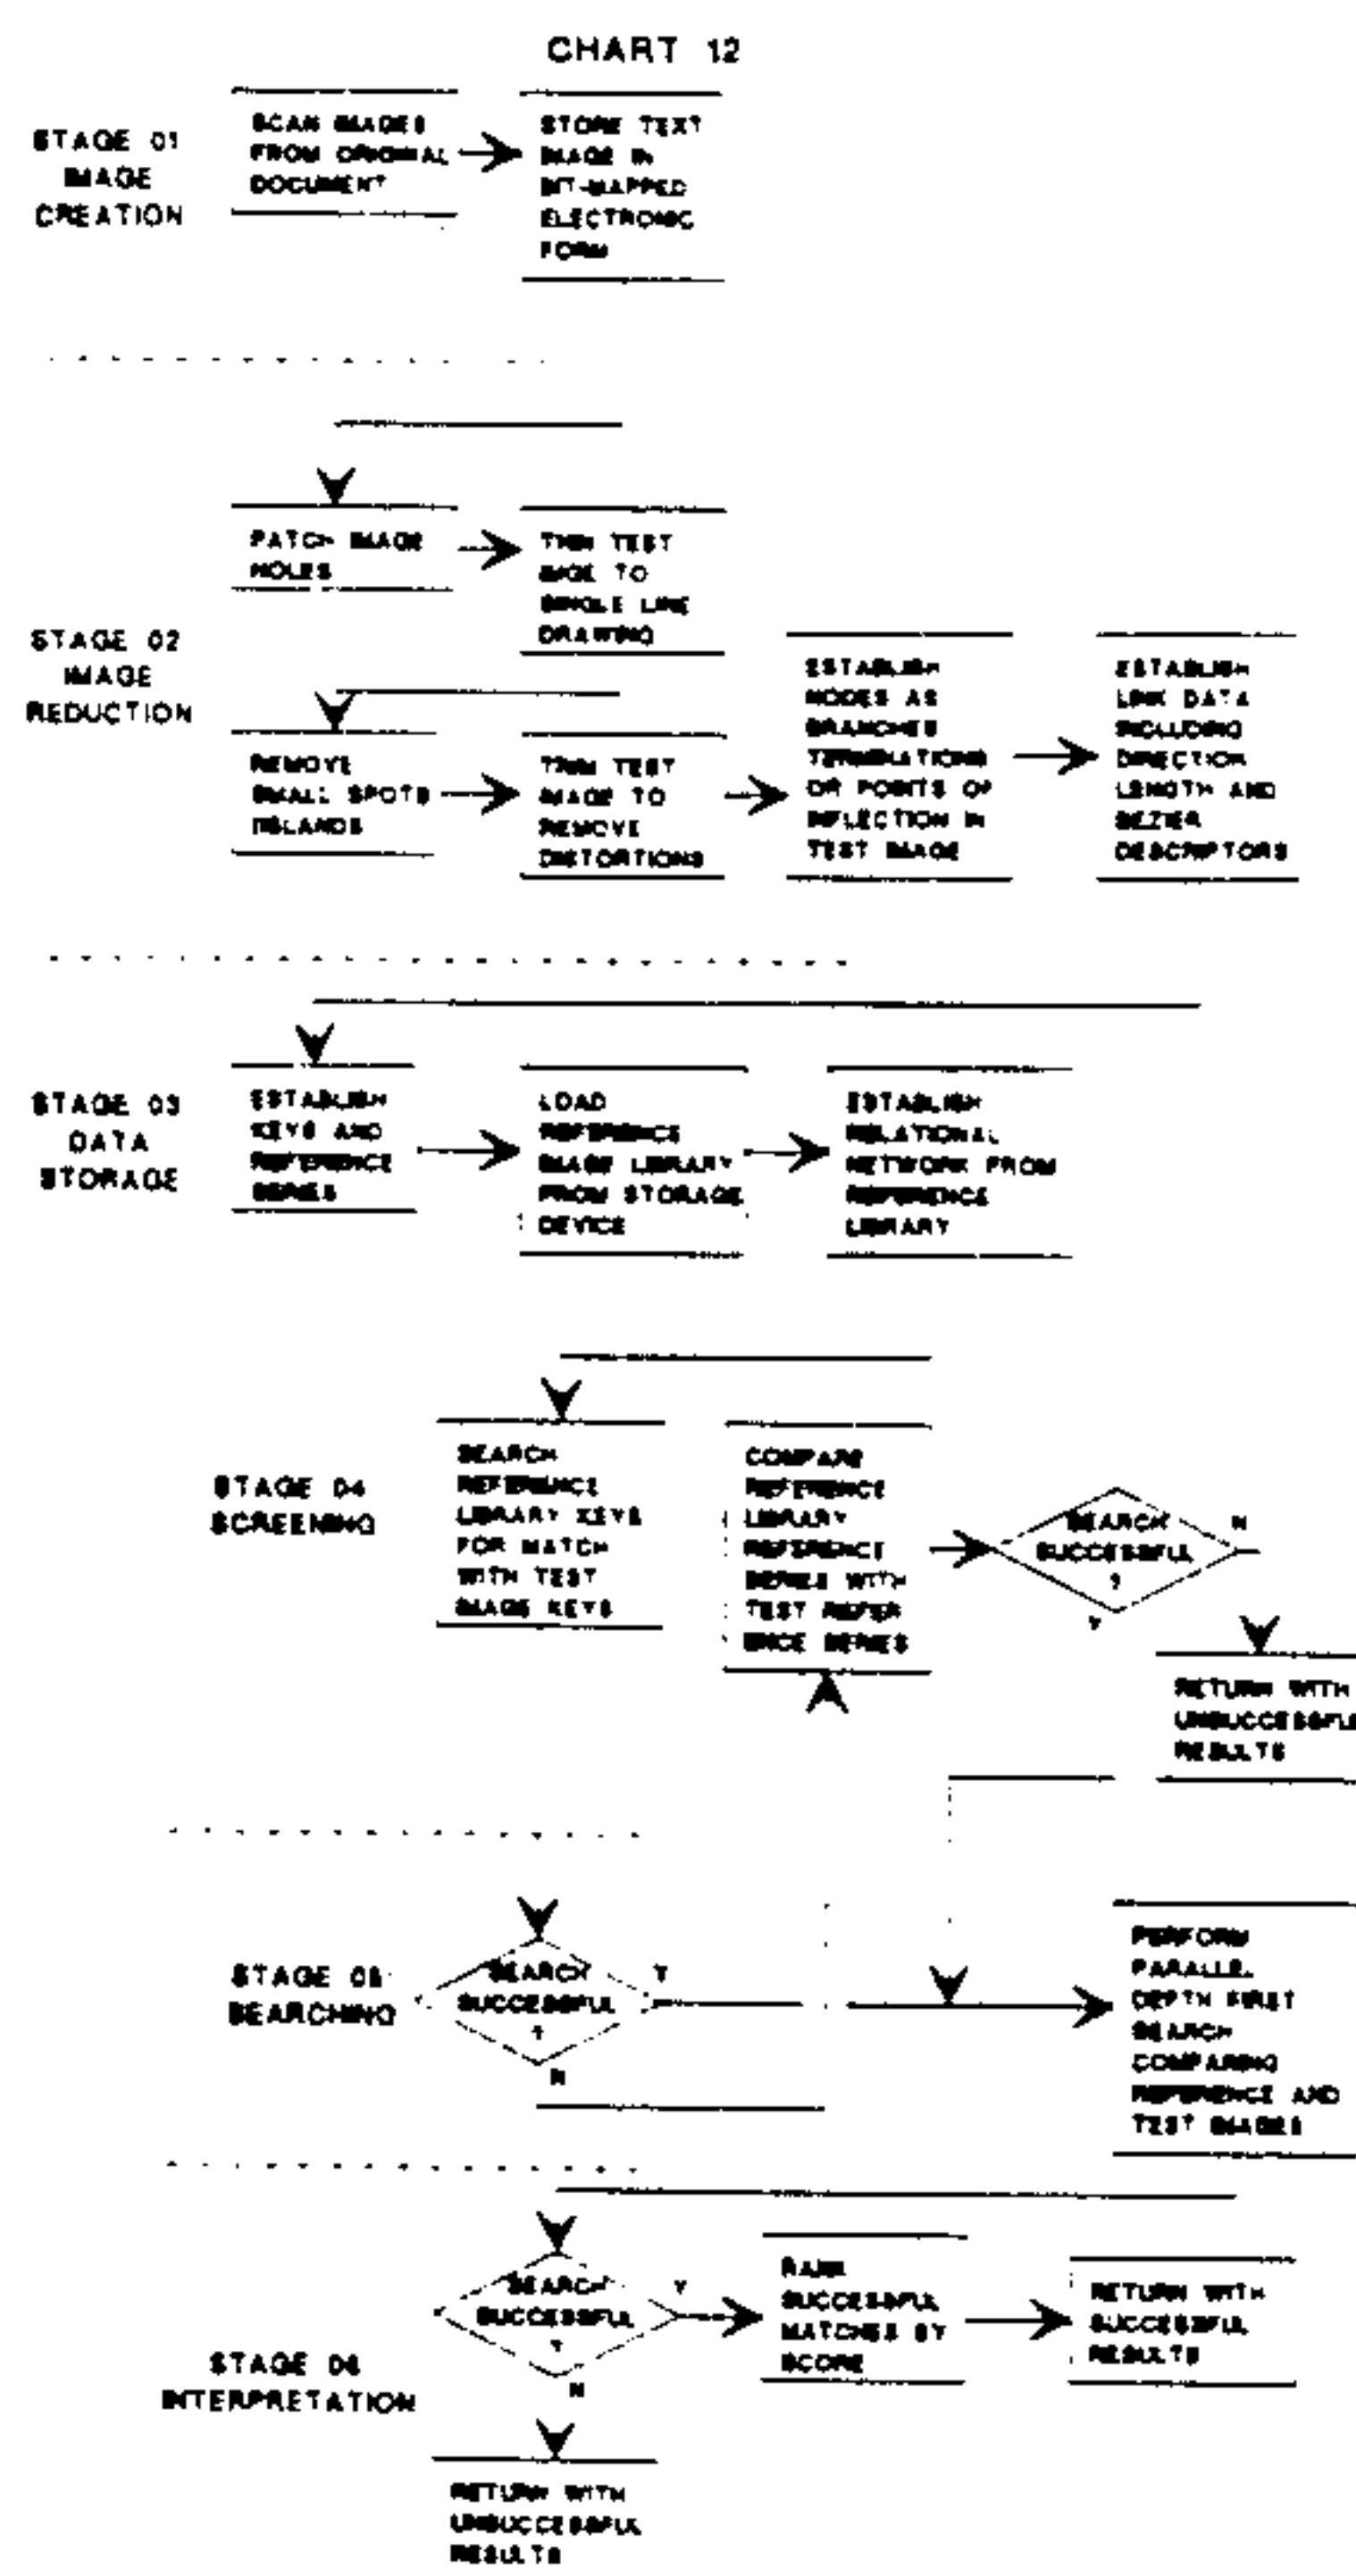 CHART 12
STAGE 01
IMAGE
CREATION
SCAN IMAGES
FROM ORIGINAL
DOCUMENT
STORE TEXT
IMAGE IN
BIT-MAPPED
ELECTRONIC
FORM
STAGE 02
IMAGE
REDUCTION
PATCH IMAGE
HOLES
THIN TEST
IMGE TO
SINGLE LINE
DRAWING
REMOVE
SMALL SPOTS
ISLANDS
TRIM TEST
IMAGE TO
REMOVE
DISTORTIONS
ESTABLISH
NODES AS
BRANCHES
TERMINATIONS
OR POINTS OF
INFLECTION IN
TEST IMAGE
ESTABLISH
LINK DATA
INCLUDING
DIRECTION
LENGTH AND
BEZIER
DESCRIPTORS
STAGE 03
DATA
STORAGE
ESTABLISH
KEYS AND
REFERENCE
SERIES
LOAD
REFERENCE
IMAGE LIBRARY
FROM STORAGE
DEVICE
ESTABLISH
RELATIONAL
NETWORK FROM
REFERENCE
LIBRARY
STAGE 04
SCREENING
SEARCH
REFERENCE
LIBRARY KEYS
FOR MATCH
WITH TEST
IMAGE KEYS
COMPARE
REFERENCE
LIBRARY
REFERENCE
SERIES WITH
TEST REFER
ENCE SERIES
SEARCH
SUCCESSFUL
?
N
Y
RETURN WITH
UNSUCCESSFUL
RESULTS
STAGE 05
SEARCHING
SEARCH
SUCCESSFUL
?
Y
N
PERFORM
PARALLEL
DEPTH FIRST
SEARCH
COMPARING
REFERENCE AND
TEST IMAGES
STAGE 06
INTERPRETATION
SEARCH
SUCCESSFUL
?
Y
N
RANK
SUCCESSFUL
MATCHES BY
SCORE
RETURN WITH
SUCCESSFUL
RESULTS
RETURN WITH
UNSUCCESSFUL
RESULTS